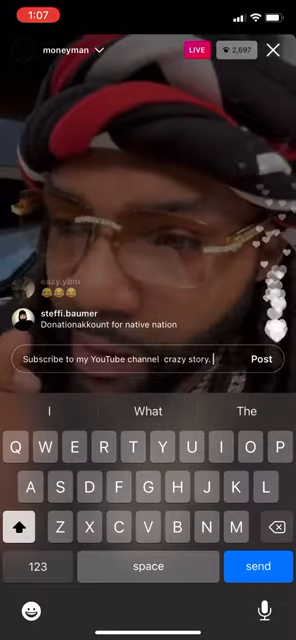 1:07
moneyman
LIVE
2,697
eazy.ybm
😂😂😂
steffi.baumer
Donationakkount for native nation
Subscribe to my YouTube channel  crazy story.
Post
I
What
The
Q W E R T Y U I O P
A S D F G H J K L
Z X C V B N M
123
space
send